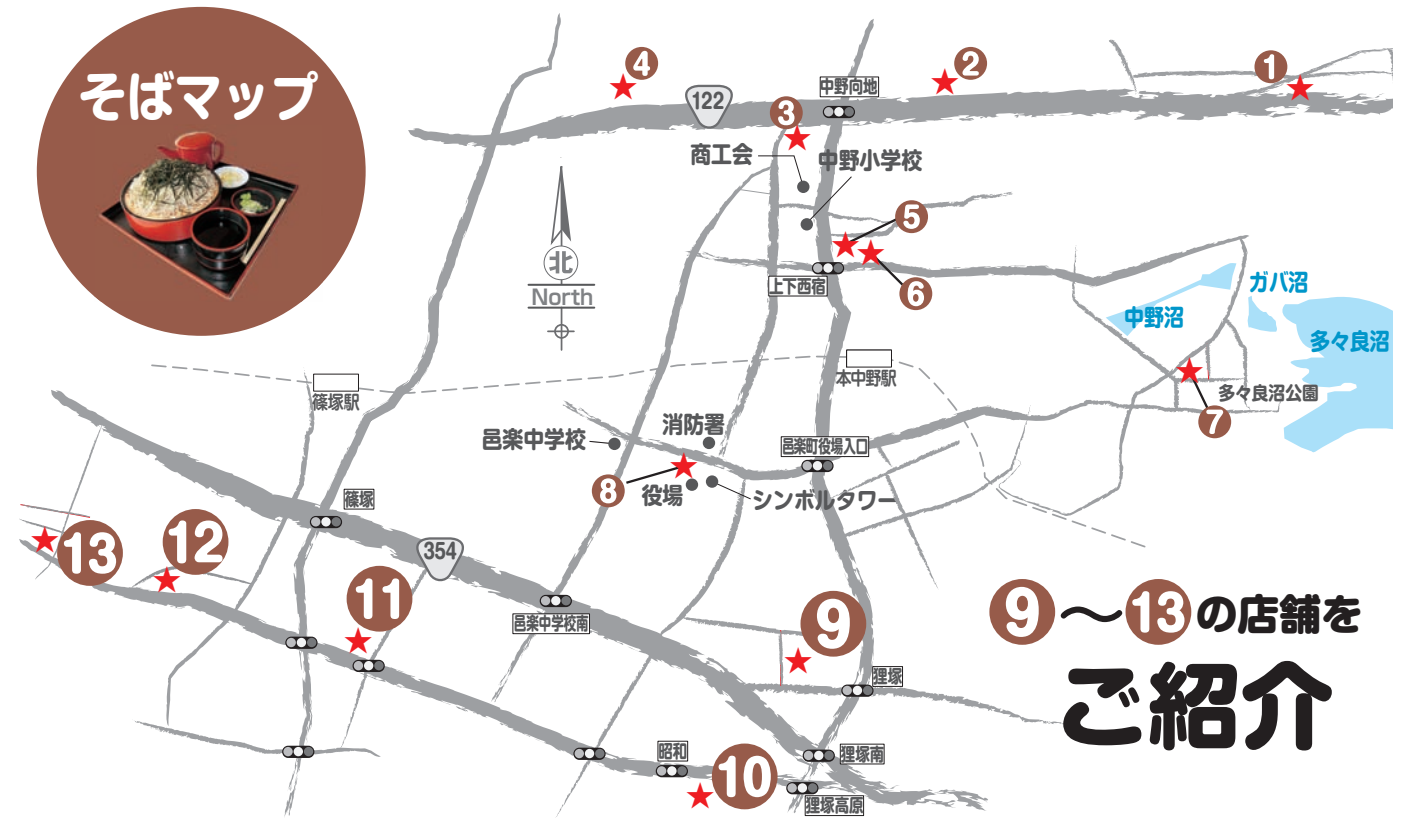 そばマップ
4
2
1
122
中野向地
3
商工会
中野小学校
5
北
North
上下西宿
6
ガバ沼
中野沼
多々良沼
本中野駅
篠塚駅
多々良沼公園
7
邑楽中学校
消防署
邑楽町役場入口
8
役場
シンボルタワー
篠塚
13
12
354
11
邑楽中学校南
9
9～13の店舗を
ご紹介
狸塚
昭和
10
狸塚南
狸塚高原